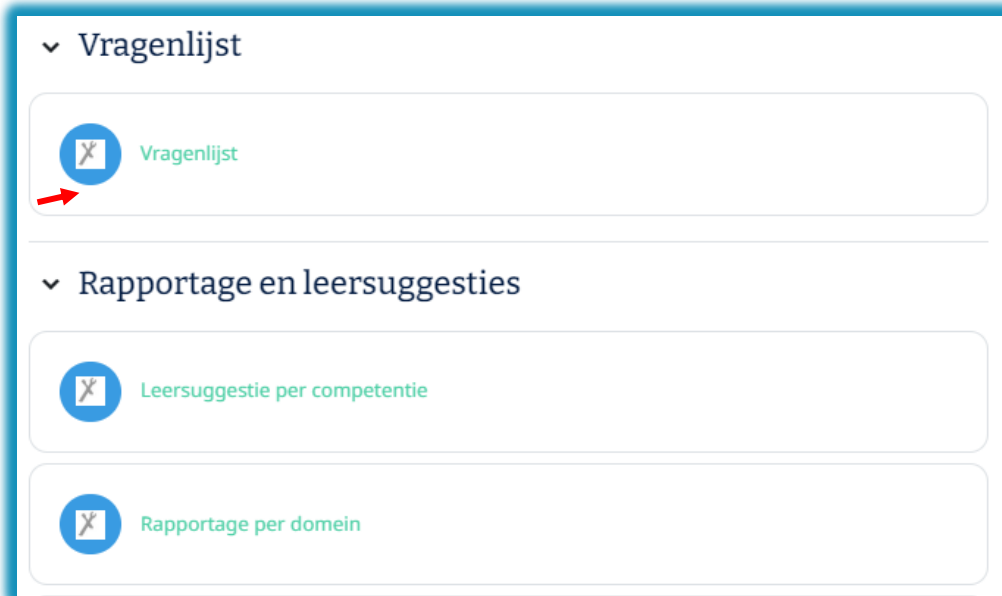 Vragenlijst
Vragenlijst
Rapportage en leersuggesties
Leersuggestie per competentie
Rapportage per domein